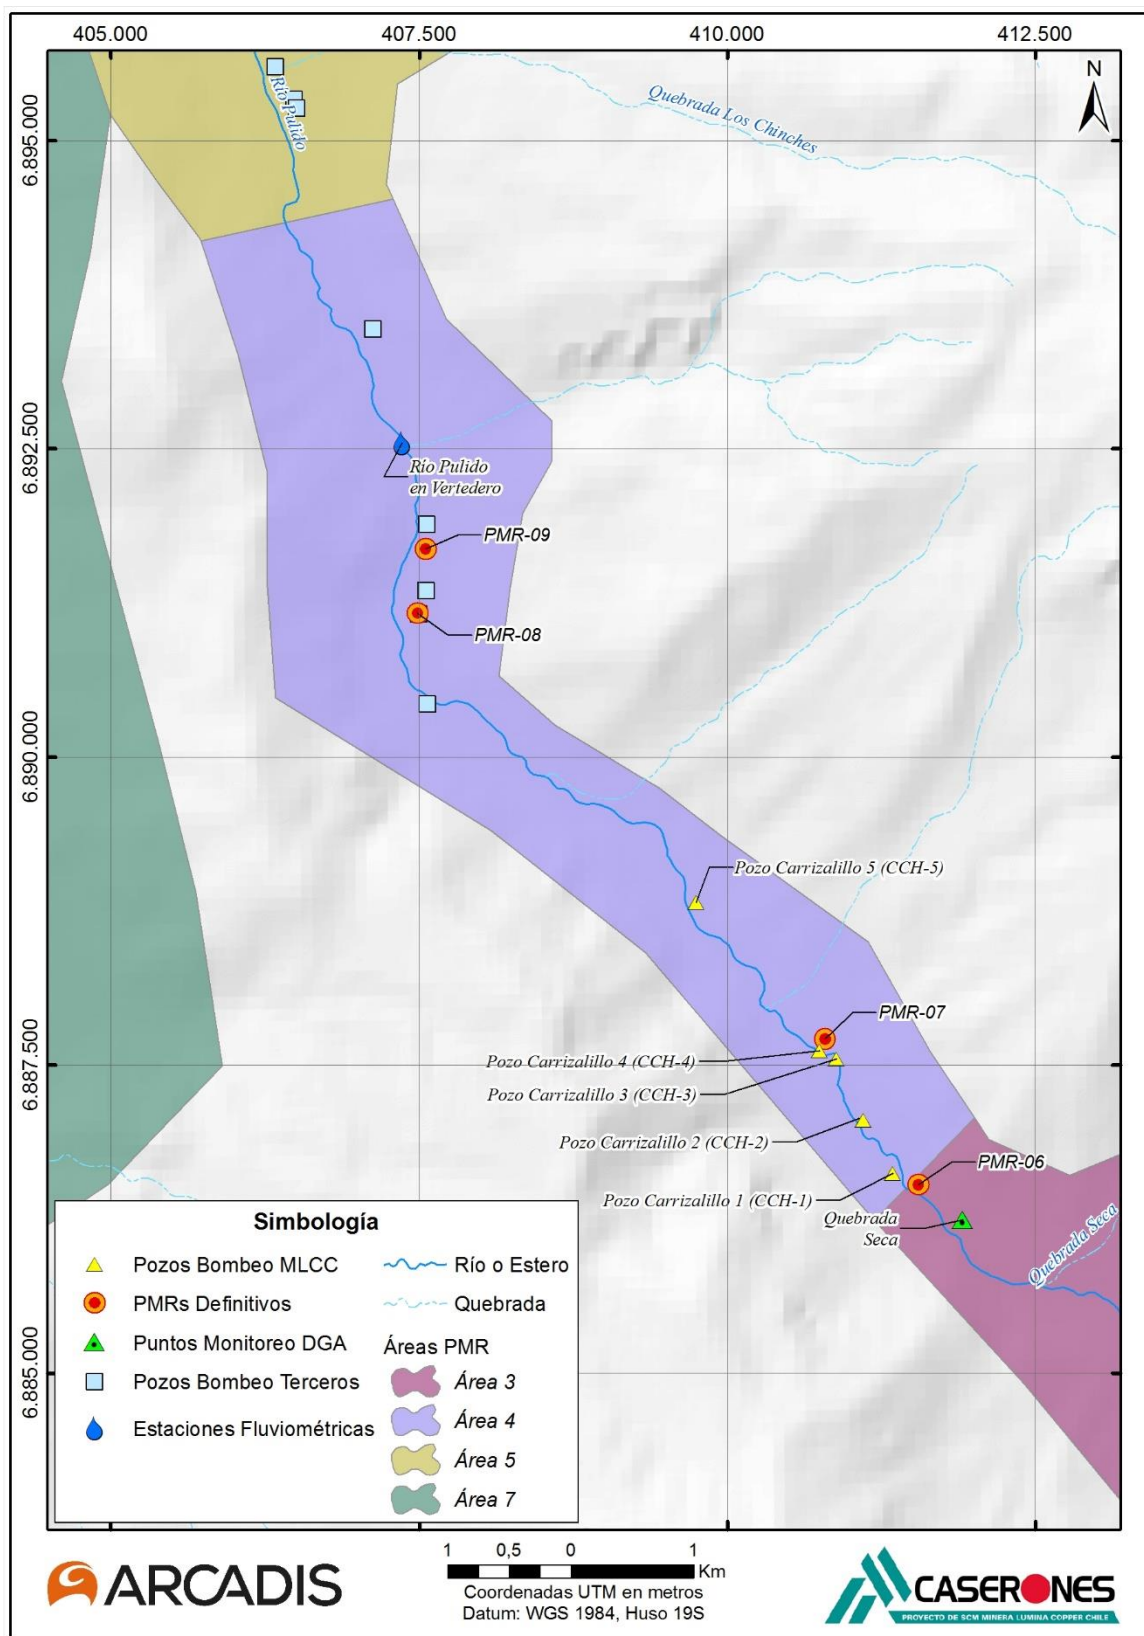 405.000
407.500
410.000
412.500
N
6.895.000
6.892.500
6.890.000
6.887.500
6.885.000
Río Pulido
Quebrada Los Chinches
Río Pulido
en Vertedero
PMR-09
PMR-08
Pozo Carrizalillo 5 (CCH-5)
PMR-07
Pozo Carrizalillo 4 (CCH-4)
Pozo Carrizalillo 3 (CCH-3)
Pozo Carrizalillo 2 (CCH-2)
PMR-06
Pozo Carrizalillo 1 (CCH-1)
Quebrada
Seca
Quebrada Seca
Simbología
Pozos Bombeo MLCC
PMRs Definitivos
Puntos Monitoreo DGA
Pozos Bombeo Terceros
Estaciones Fluviométricas
Río o Estero
Quebrada
Áreas PMR
Área 3
Área 4
Área 5
Área 7
ARCADIS
1 0,5 0 1
Km
Coordenadas UTM en metros
Datum: WGS 1984, Huso 19S
CASERONES
PROYECTO DE SCM MINERA LUMINA COPPER CHILE